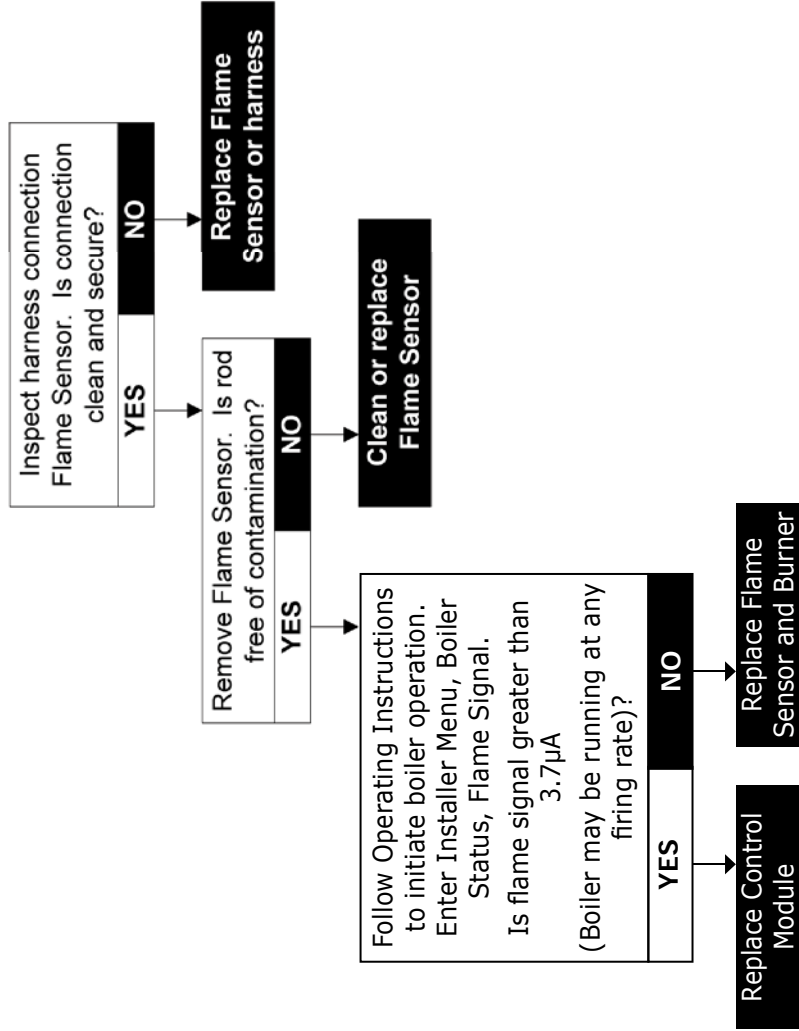 Inspect harness connection
Flame Sensor.  Is connection
clean and secure?
YES
NO
Replace Flame
Sensor or harness
Remove Flame Sensor.  Is rod
free of contamination?
YES
NO
Clean or replace
Flame Sensor
Follow Operating Instructions
to initiate boiler operation.
Enter Installer Menu, Boiler
Status, Flame Signal.
Is flame signal greater than
3.7µA
(Boiler may be running at any
firing rate)?
YES
NO
Replace Control
Module
Replace Flame
Sensor and Burner